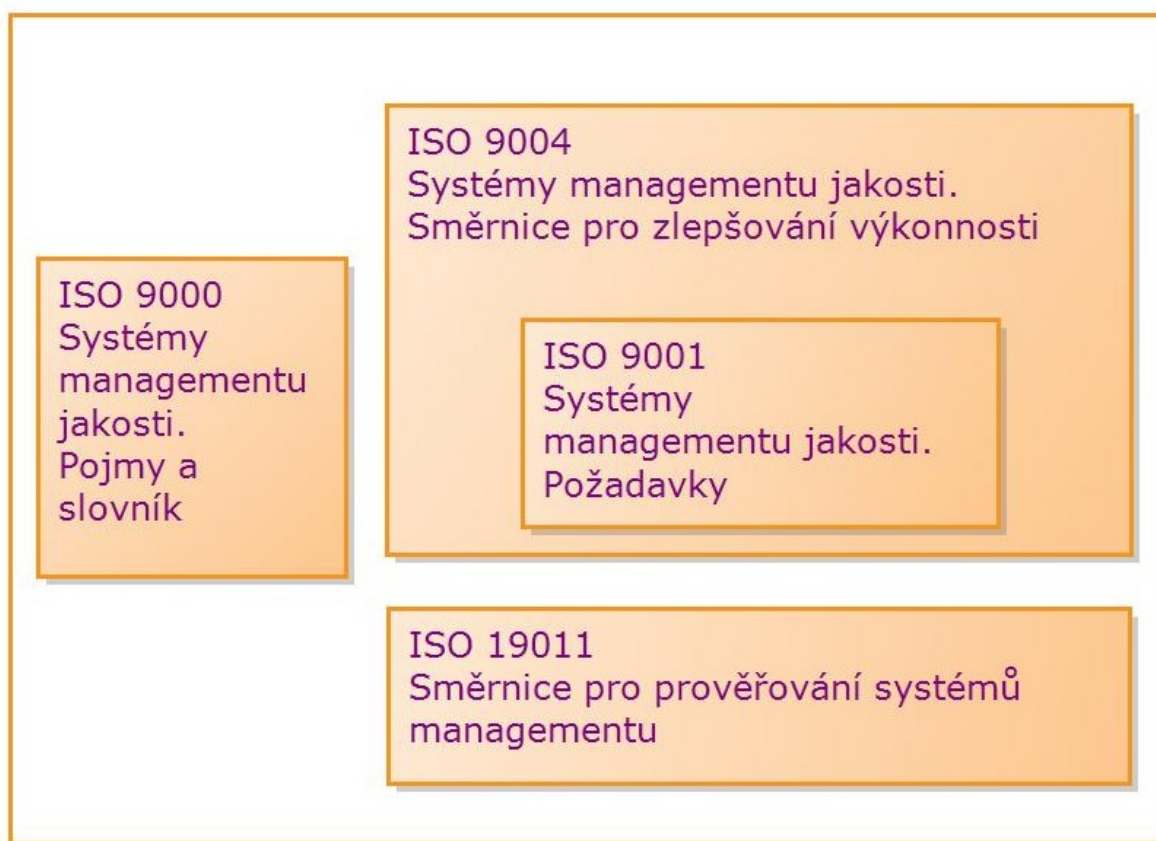 ISO 9004
Systémy managementu jakosti.
Směrnice pro zlepšování výkonnosti
ISO 9000
Systémy
managementu
jakosti.
Pojmy a
slovník
ISO 9001
Systémy
managementu jakosti.
Požadavky
ISO 19011
Směrnice pro prověřování systémů
managementu